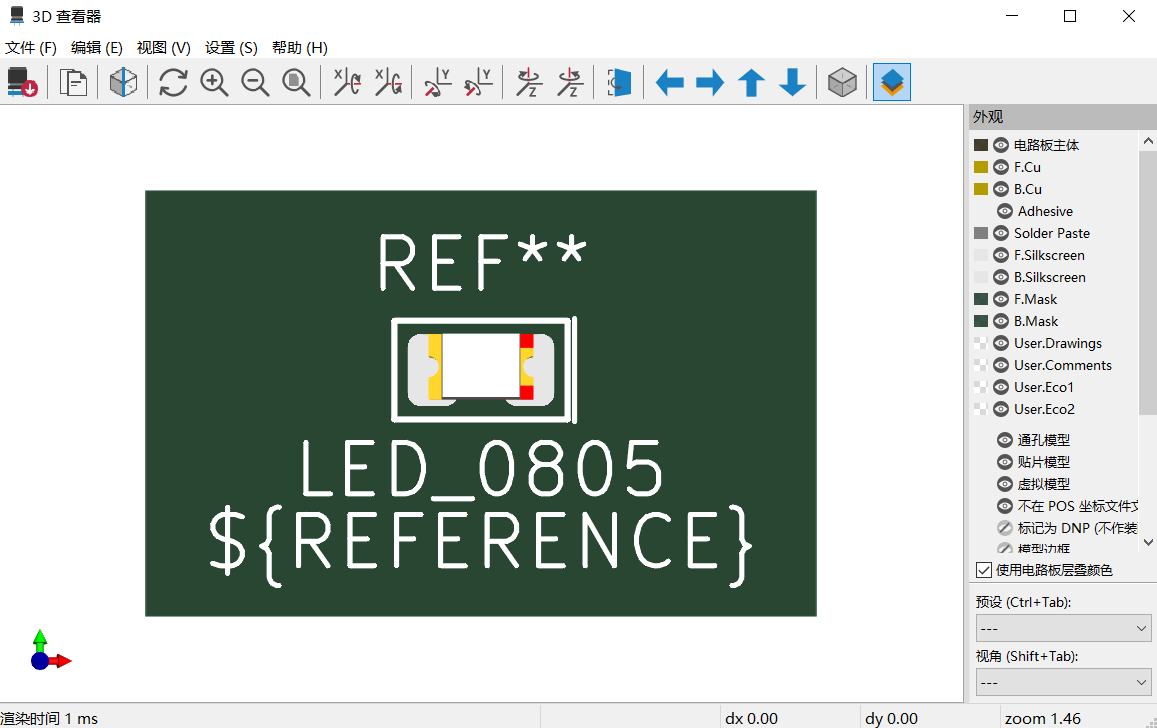 3D 查看器
文件 (F) 编辑 (E) 视图 (V) 设置 (S) 帮助 (H)
外观
电路板主体
F.Cu
B.Cu
Adhesive
Solder Paste
F.Silkscreen
B.Silkscreen
F.Mask
B.Mask
User.Drawings
User.Comments
User.Eco1
User.Eco2
通孔模型
贴片模型
虚拟模型
不在 POS 坐标文件
标记为 DNP (不作装
模型边框
使用电路板层叠颜色
预设 (Ctrl+Tab):
---
视角 (Shift+Tab):
---
REF**
LED_0805
${REFERENCE}
渲染时间 1 ms
dx 0.00
dy 0.00
zoom 1.46